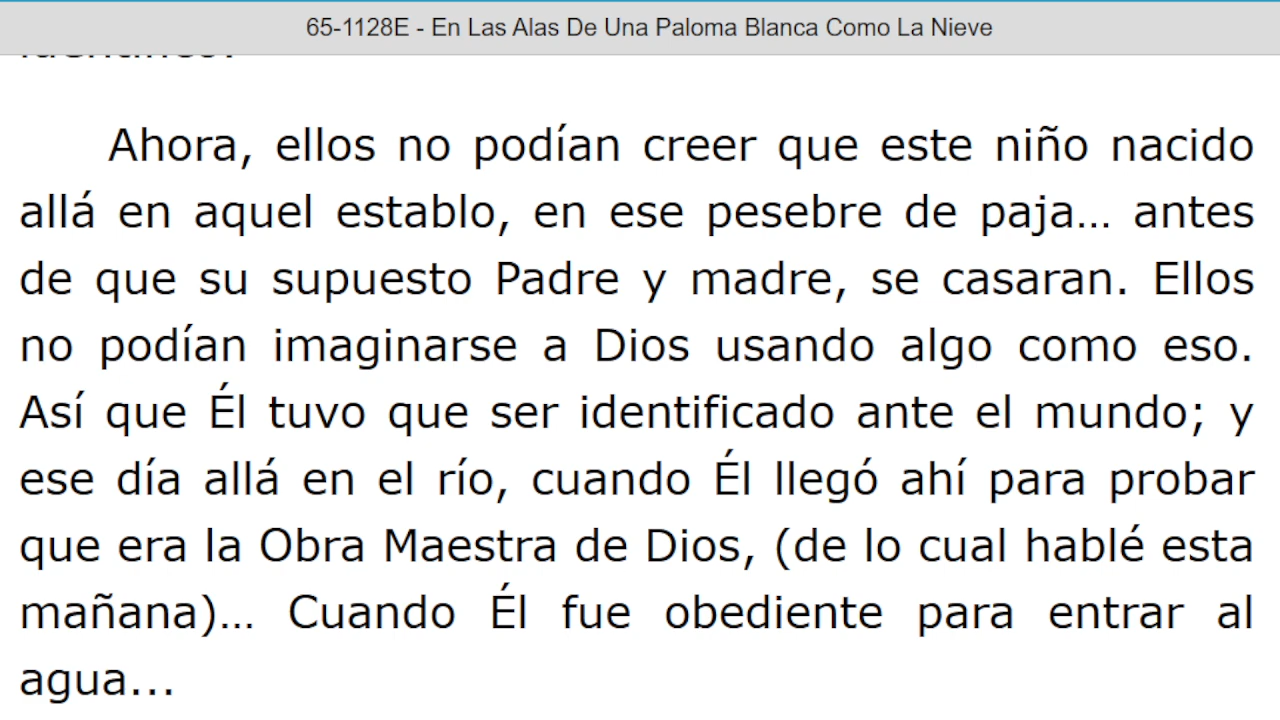 65-1128E - En Las Alas De Una Paloma Blanca Como La Nieve
Ahora, ellos no podían creer que este niño nacido
allá en aquel establo, en ese pesebre de paja... antes
de que su supuesto Padre y madre, se casaran. Ellos
no podían imaginarse a Dios usando algo como eso.
Así que Él tuvo que ser identificado ante el mundo; y
ese día allá en el río, cuando Él llegó ahí para probar
que era la Obra Maestra de Dios, (de lo cual hablé esta
mañana)... Cuando Él fue obediente para entrar al
agua...